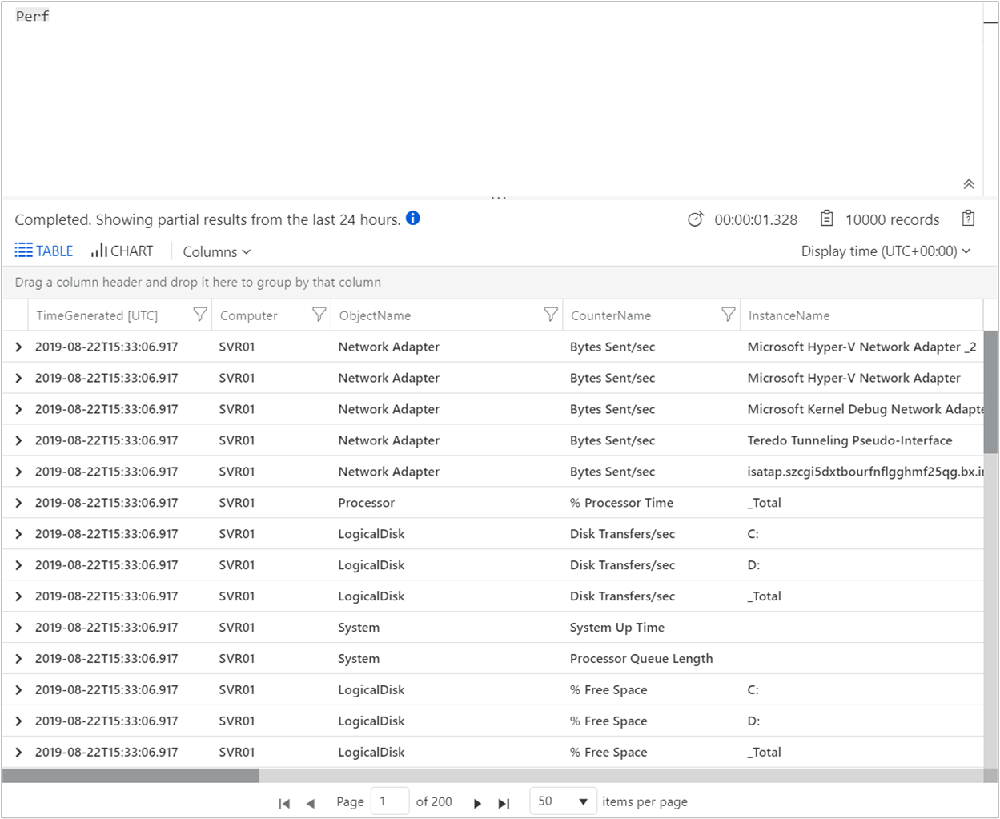 Perf
...
Completed. Showing partial results from the last 24 hours. 00:00:01.328 10000 records
TABLE CHART Columns Display time (UTC+00:00)
Drag a column header and drop it here to group by that column
TimeGenerated [UTC] Computer ObjectName CounterName InstanceName
2019-08-22T15:33:06.917 SVR01 Network Adapter Bytes Sent/sec Microsoft Hyper-V Network Adapter _2
2019-08-22T15:33:06.917 SVR01 Network Adapter Bytes Sent/sec Microsoft Hyper-V Network Adapter
2019-08-22T15:33:06.917 SVR01 Network Adapter Bytes Sent/sec Microsoft Kernel Debug Network Adapte
2019-08-22T15:33:06.917 SVR01 Network Adapter Bytes Sent/sec Teredo Tunneling Pseudo-Interface
2019-08-22T15:33:06.917 SVR01 Network Adapter Bytes Sent/sec isatap.szcgi5dxtbourfnflgghmf25qg.bx.i
2019-08-22T15:33:06.917 SVR01 Processor % Processor Time _Total
2019-08-22T15:33:06.917 SVR01 LogicalDisk Disk Transfers/sec C:
2019-08-22T15:33:06.917 SVR01 LogicalDisk Disk Transfers/sec D:
2019-08-22T15:33:06.917 SVR01 LogicalDisk Disk Transfers/sec _Total
2019-08-22T15:33:06.917 SVR01 System System Up Time
2019-08-22T15:33:06.917 SVR01 System Processor Queue Length
2019-08-22T15:33:06.917 SVR01 LogicalDisk % Free Space C:
2019-08-22T15:33:06.917 SVR01 LogicalDisk % Free Space D:
2019-08-22T15:33:06.917 SVR01 LogicalDisk % Free Space _Total
Page 1 of 200 50 items per page